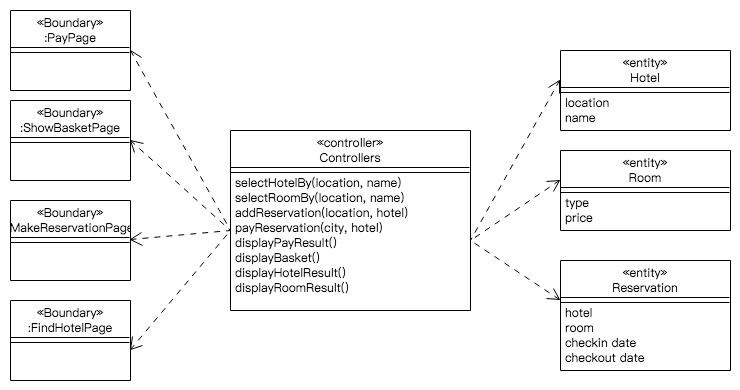 «Boundary»
:PayPage
«Boundary»
:ShowBasketPage
«Boundary»
MakeReservationPage
«Boundary»
:FindHotelPage
«controller»
Controllers
selectHotelBy(location, name)
selectRoomBy(location, name)
addReservation(location, hotel)
payReservation(city, hotel)
displayPayResult()
displayBasket()
displayHotelResult()
displayRoomResult()
«entity»
Hotel
location
name
«entity»
Room
type
price
«entity»
Reservation
hotel
room
checkin date
checkout date